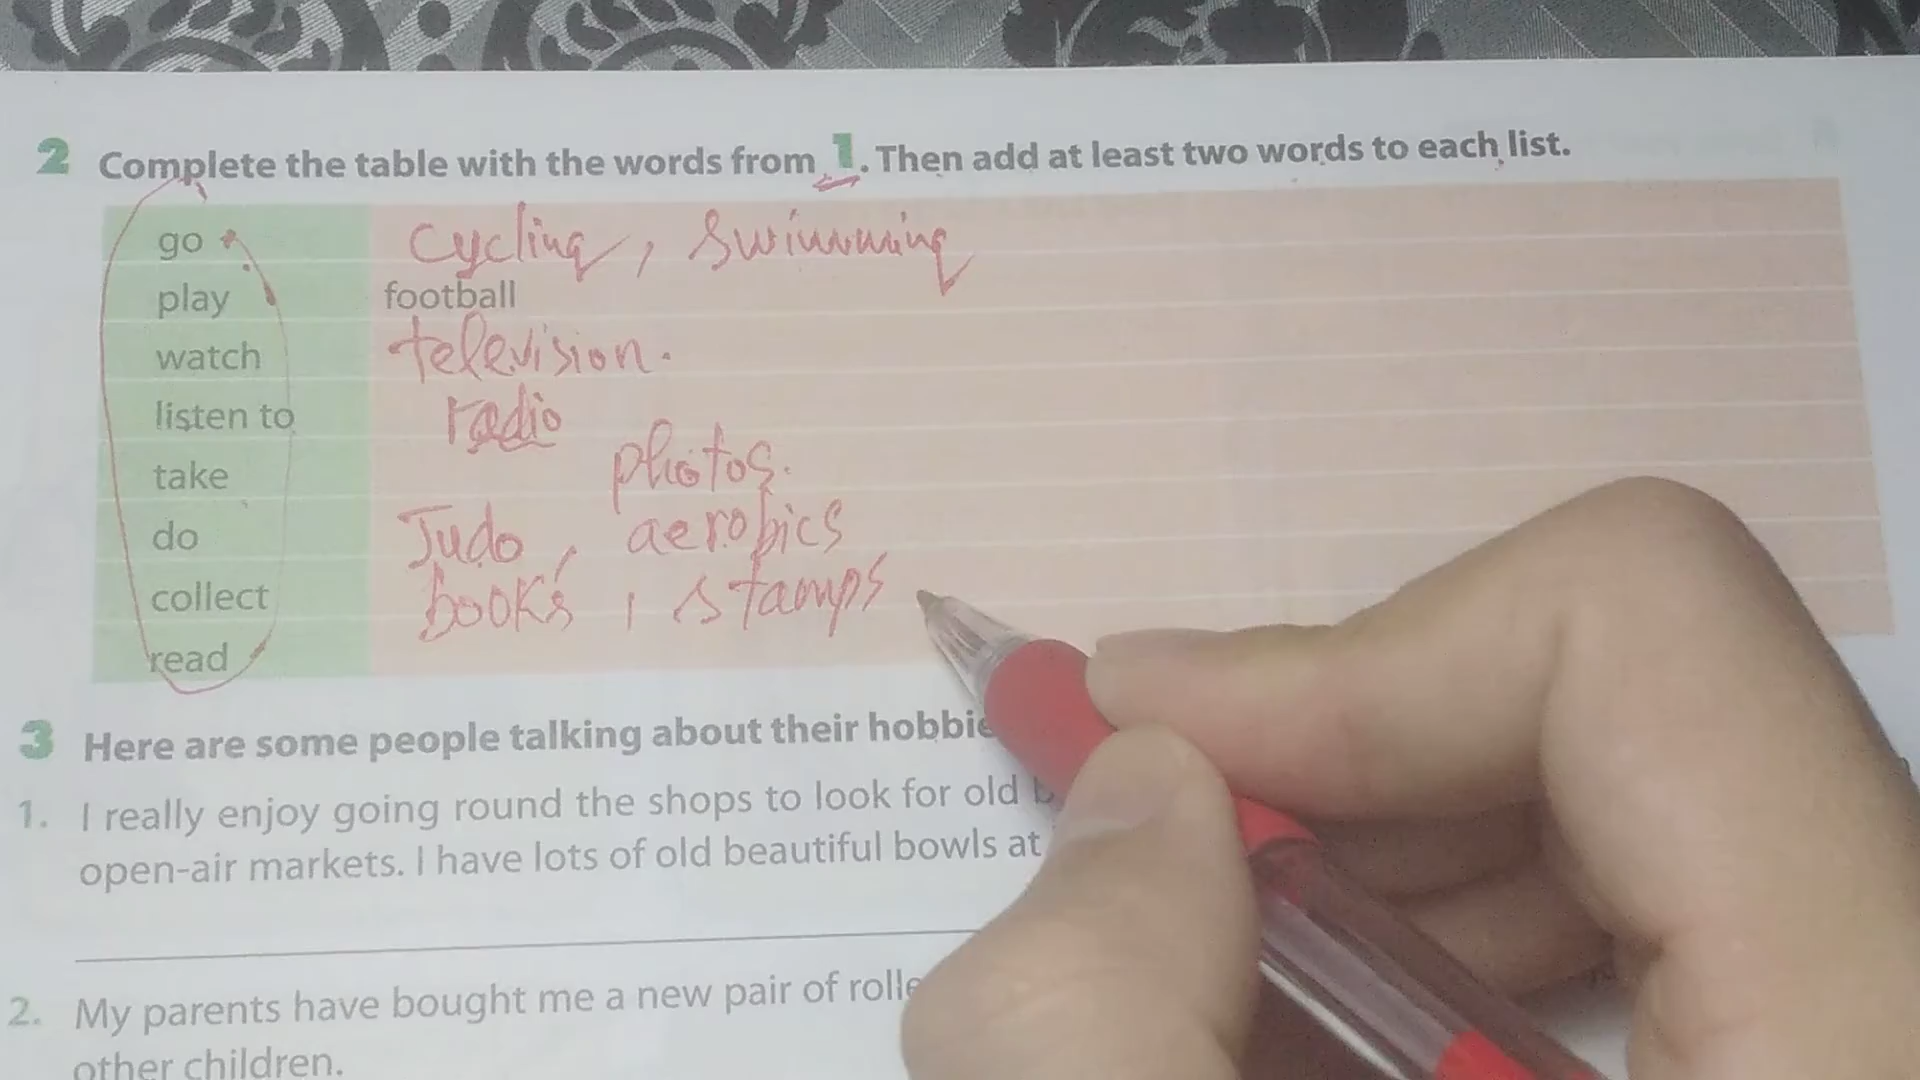 2 Complete the table with the words from 1. Then add at least two words to each list.
go cycling, swimming
play football
watch television.
listen to radio
take photos.
do Judo, aerobics
collect books, stamps
read
3 Here are some people talking about their
1. I really enjoy going round the shops to look for old
open-air markets. I have lots of old beautiful bowls at
2. My parents have bought me a new pair of
other children.